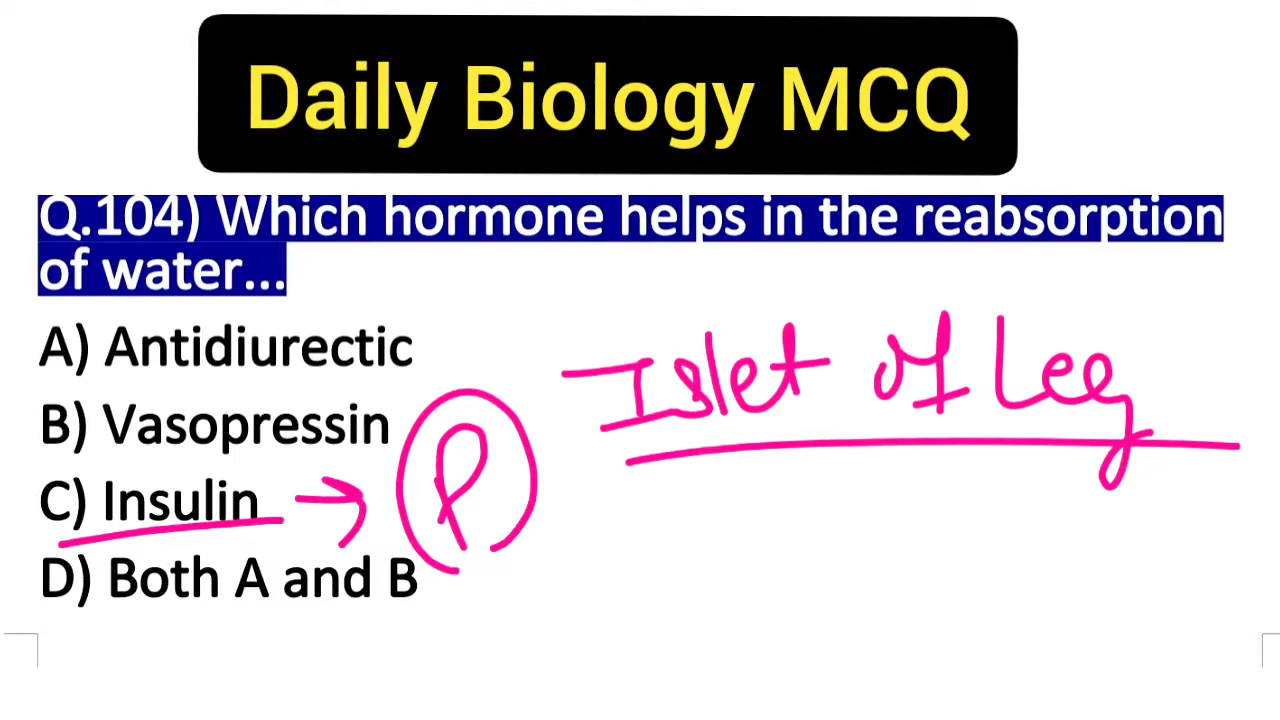 Daily Biology MCQ
Q.104) Which hormone helps in the reabsorption
of water...
A) Antidiurectic
Islet of Leg
B) Vasopressin
C) Insulin → P
D) Both A and B